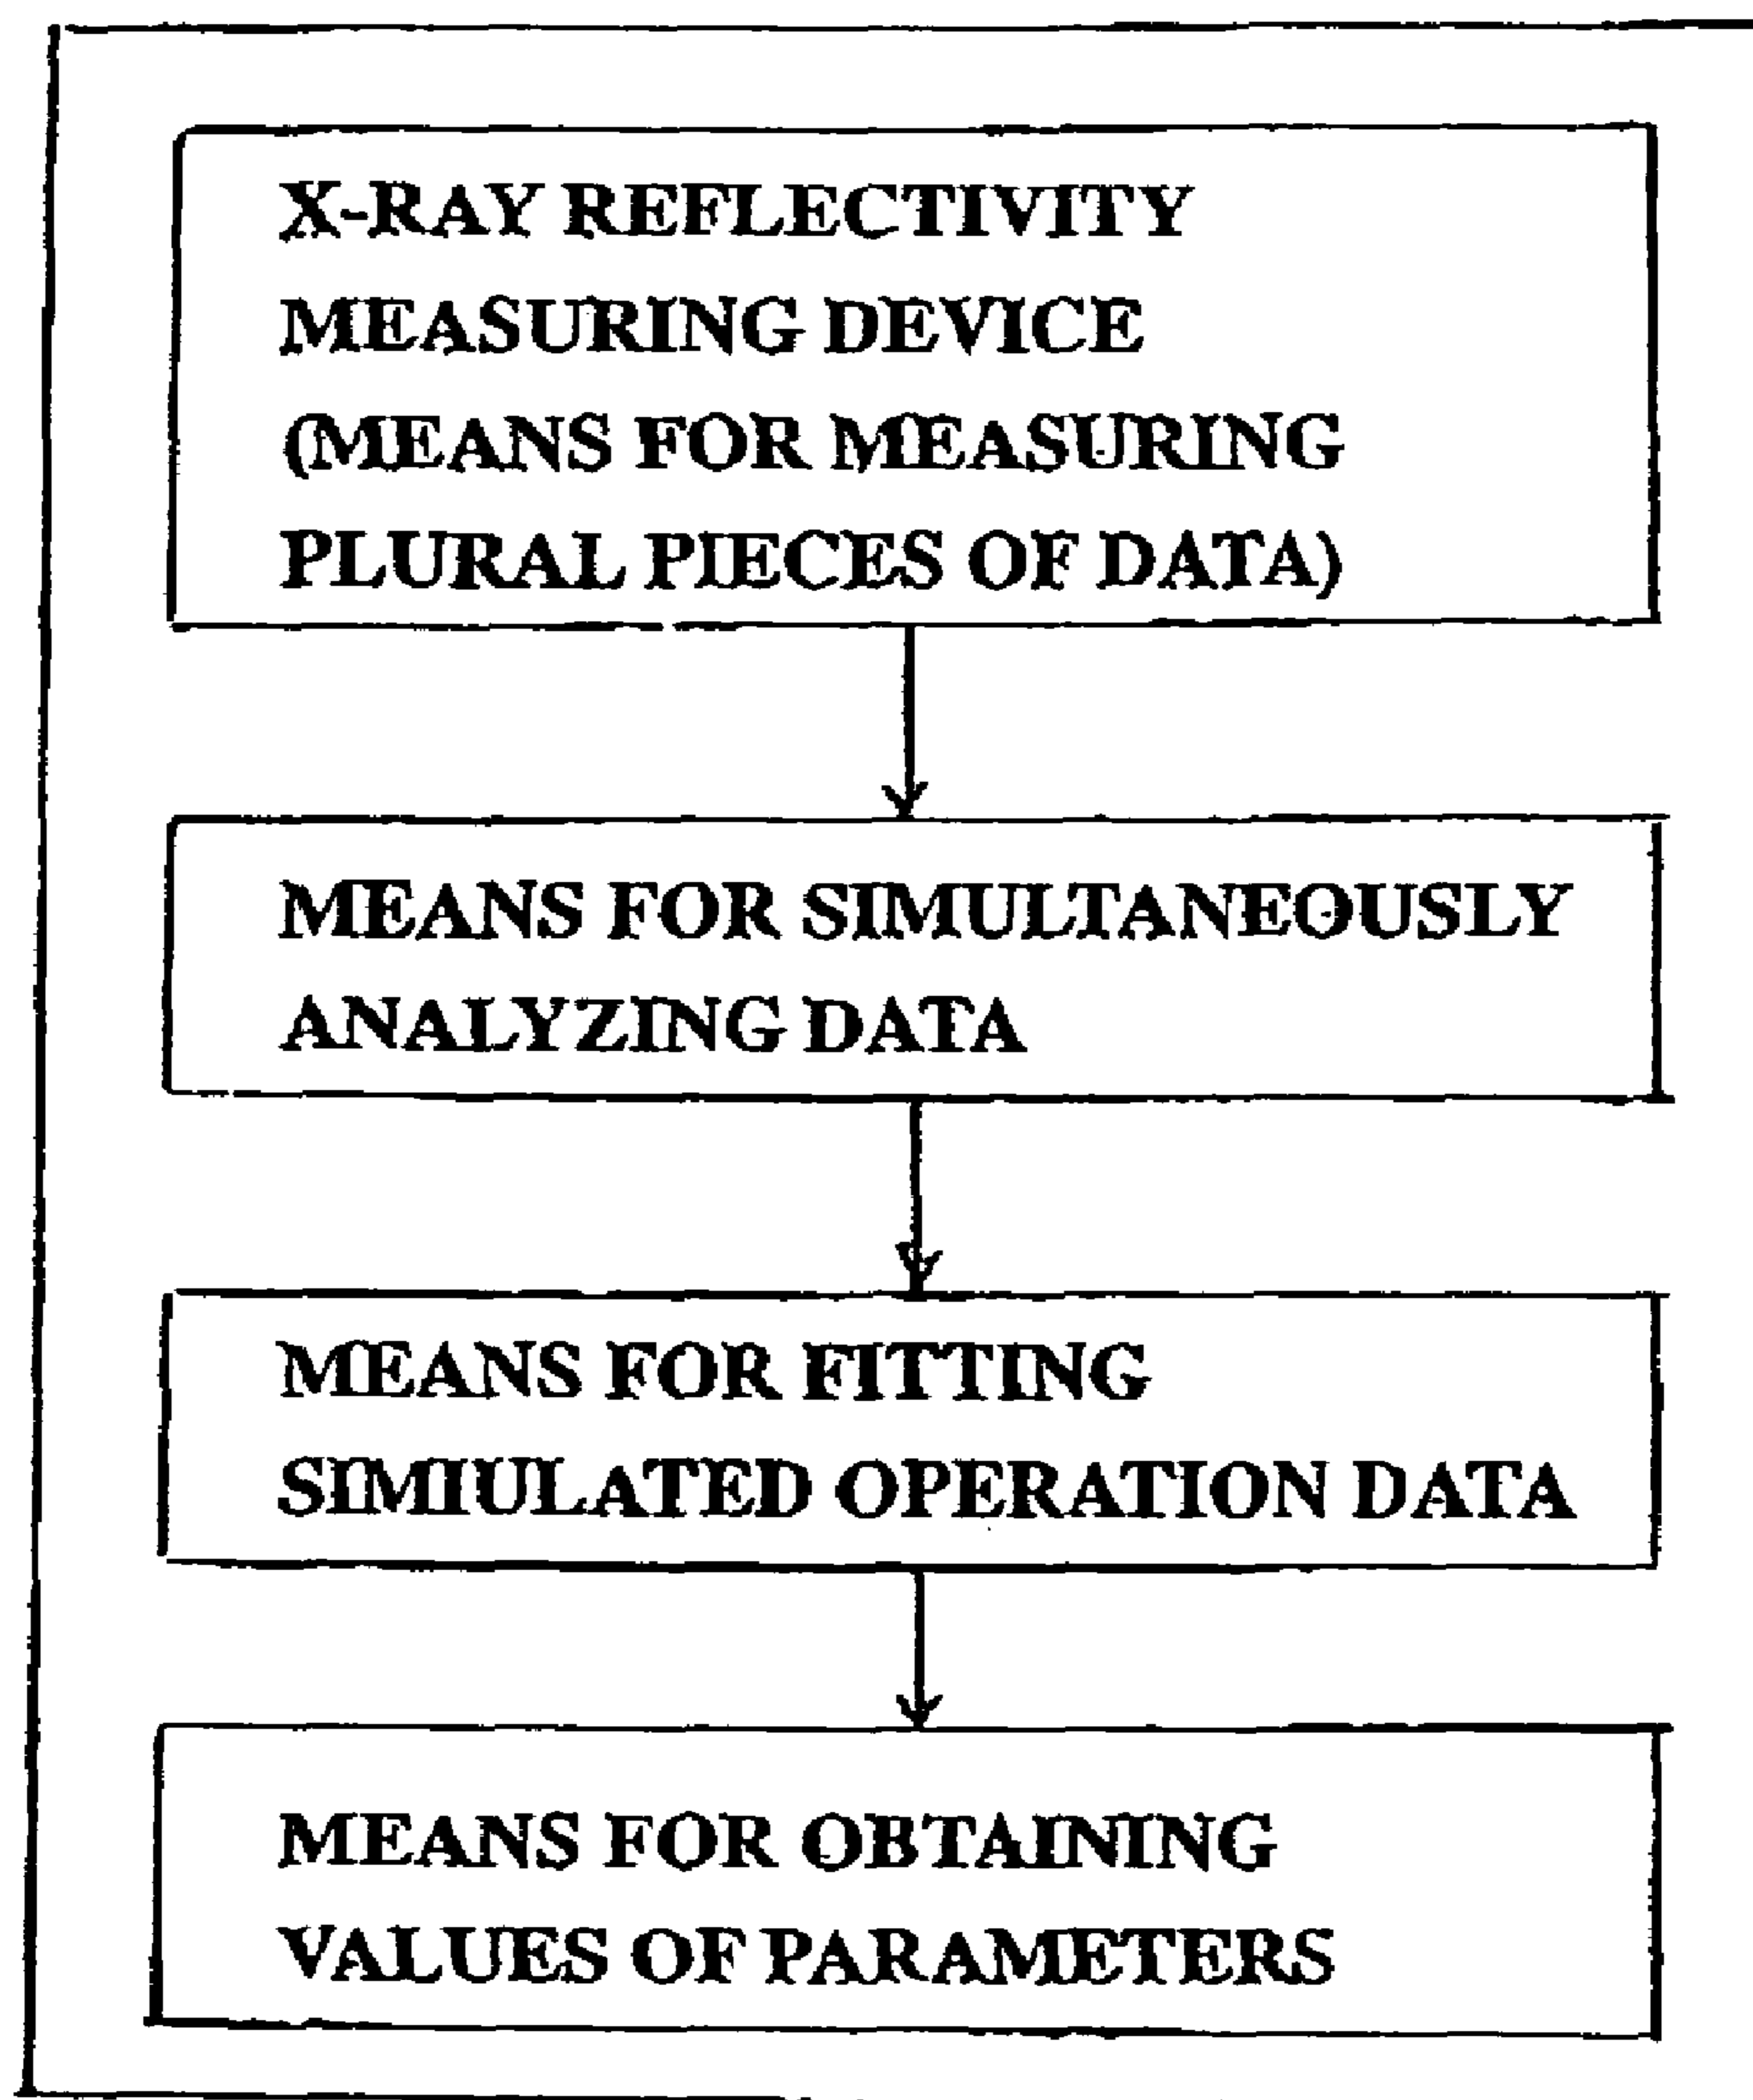 X-RAY REFLECTIVITY
MEASURING DEVICE
(MEANS FOR MEASURING
PLURAL PIECES OF DATA)
MEANS FOR SIMULTANEOUSLY
ANALYZING DATA
MEANS FOR FITTING
SIMIULATED OPERATION DATA
MEANS FOR OBTAINING
VALUES OF PARAMETERS